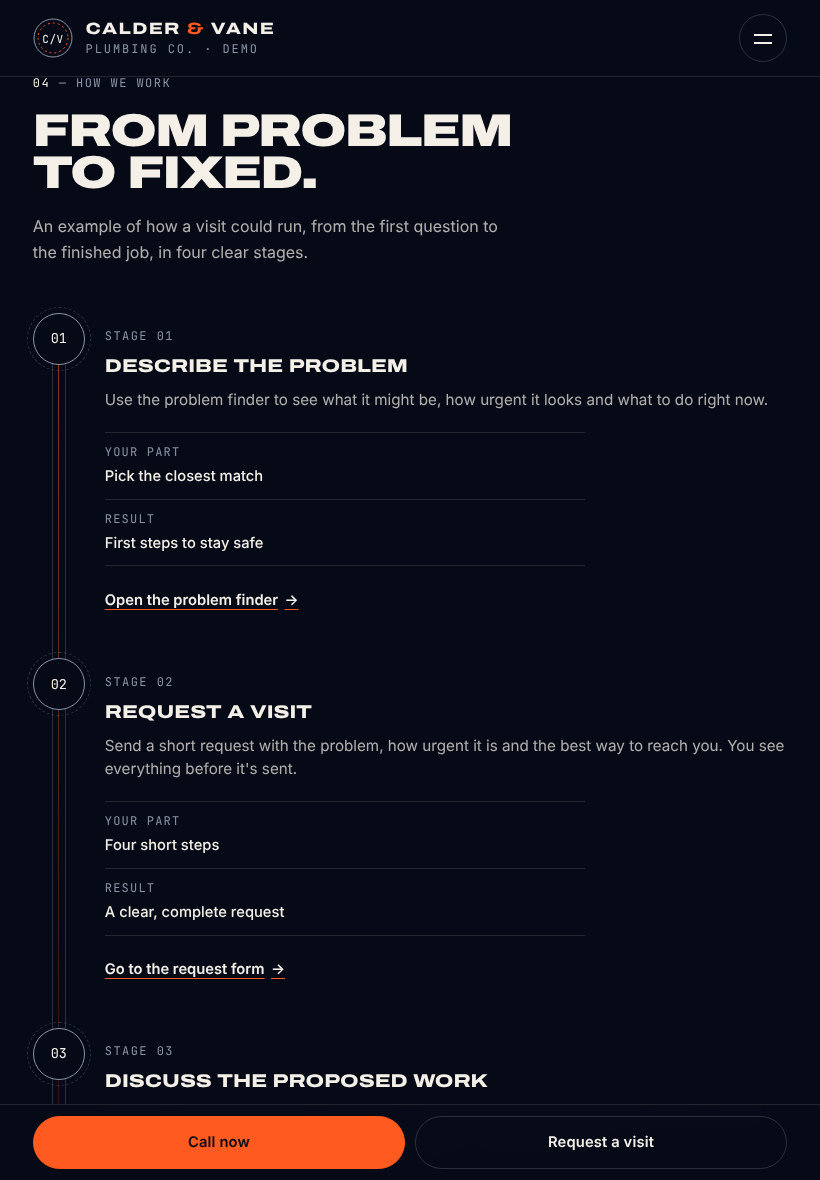 C/V
CALDER & VANE
PLUMBING CO. · DEMO
04 — HOW WE WORK
FROM PROBLEM
TO FIXED.
An example of how a visit could run, from the first question to
the finished job, in four clear stages.
01
STAGE 01
DESCRIBE THE PROBLEM
Use the problem finder to see what it might be, how urgent it looks and what to do right now.
YOUR PART
Pick the closest match
RESULT
First steps to stay safe
Open the problem finder →
02
STAGE 02
REQUEST A VISIT
Send a short request with the problem, how urgent it is and the best way to reach you. You see
everything before it's sent.
YOUR PART
Four short steps
RESULT
A clear, complete request
Go to the request form →
03
STAGE 03
DISCUSS THE PROPOSED WORK
Call now
Request a visit